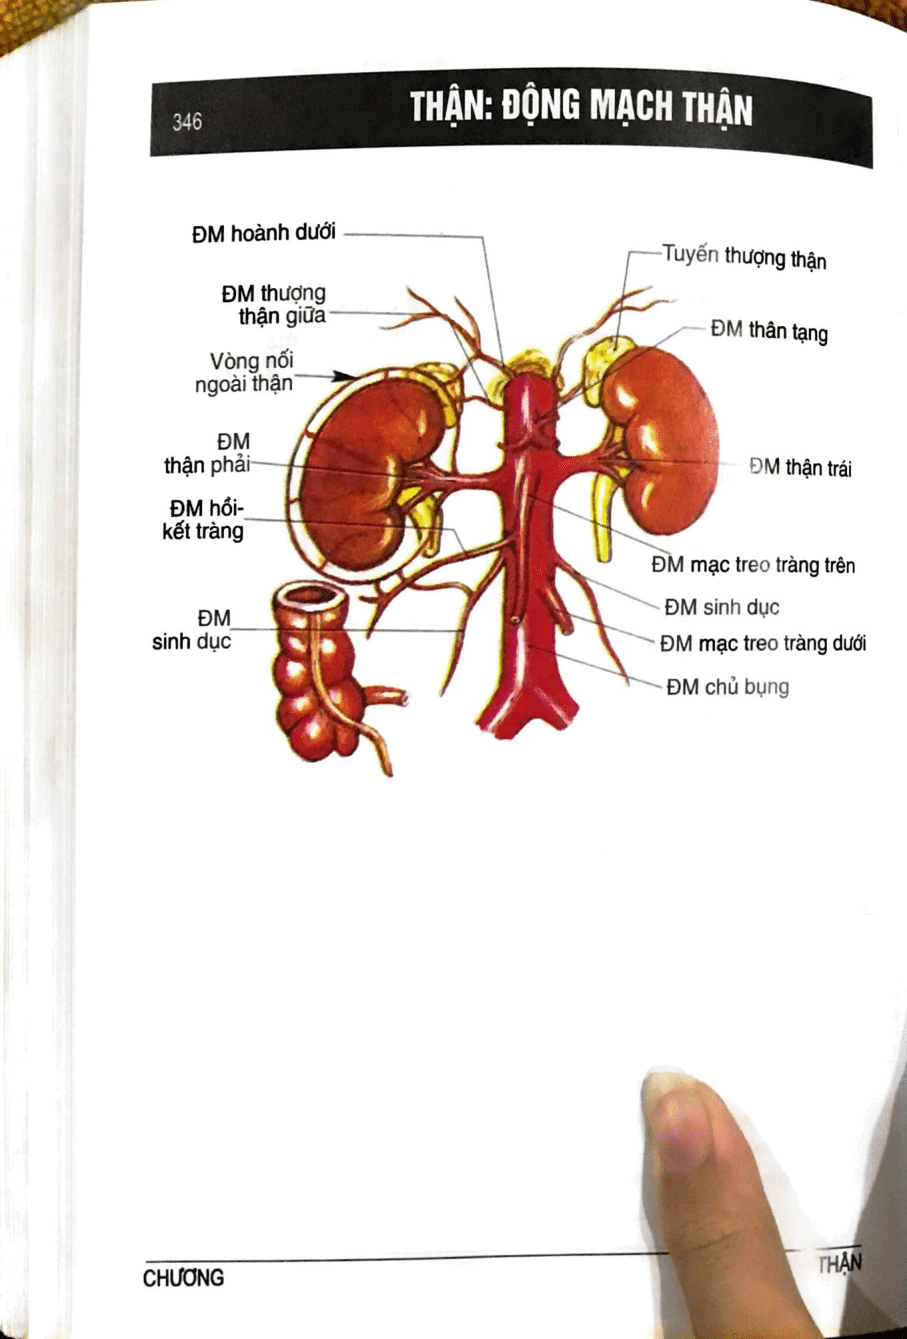 346
THẬN: ĐỘNG MẠCH THẬN
ĐM hoành dưới
ĐM thượng
thận giữa
Vòng nối
ngoài thận
ĐM
thận phải
ĐM hồi-
kết tràng
ĐM
sinh dục
Tuyến thượng thận
ĐM thân tạng
ĐM thận trái
ĐM mạc treo tràng trên
ĐM sinh dục
ĐM mạc treo tràng dưới
ĐM chủ bụng
CHƯƠNG
THẬN